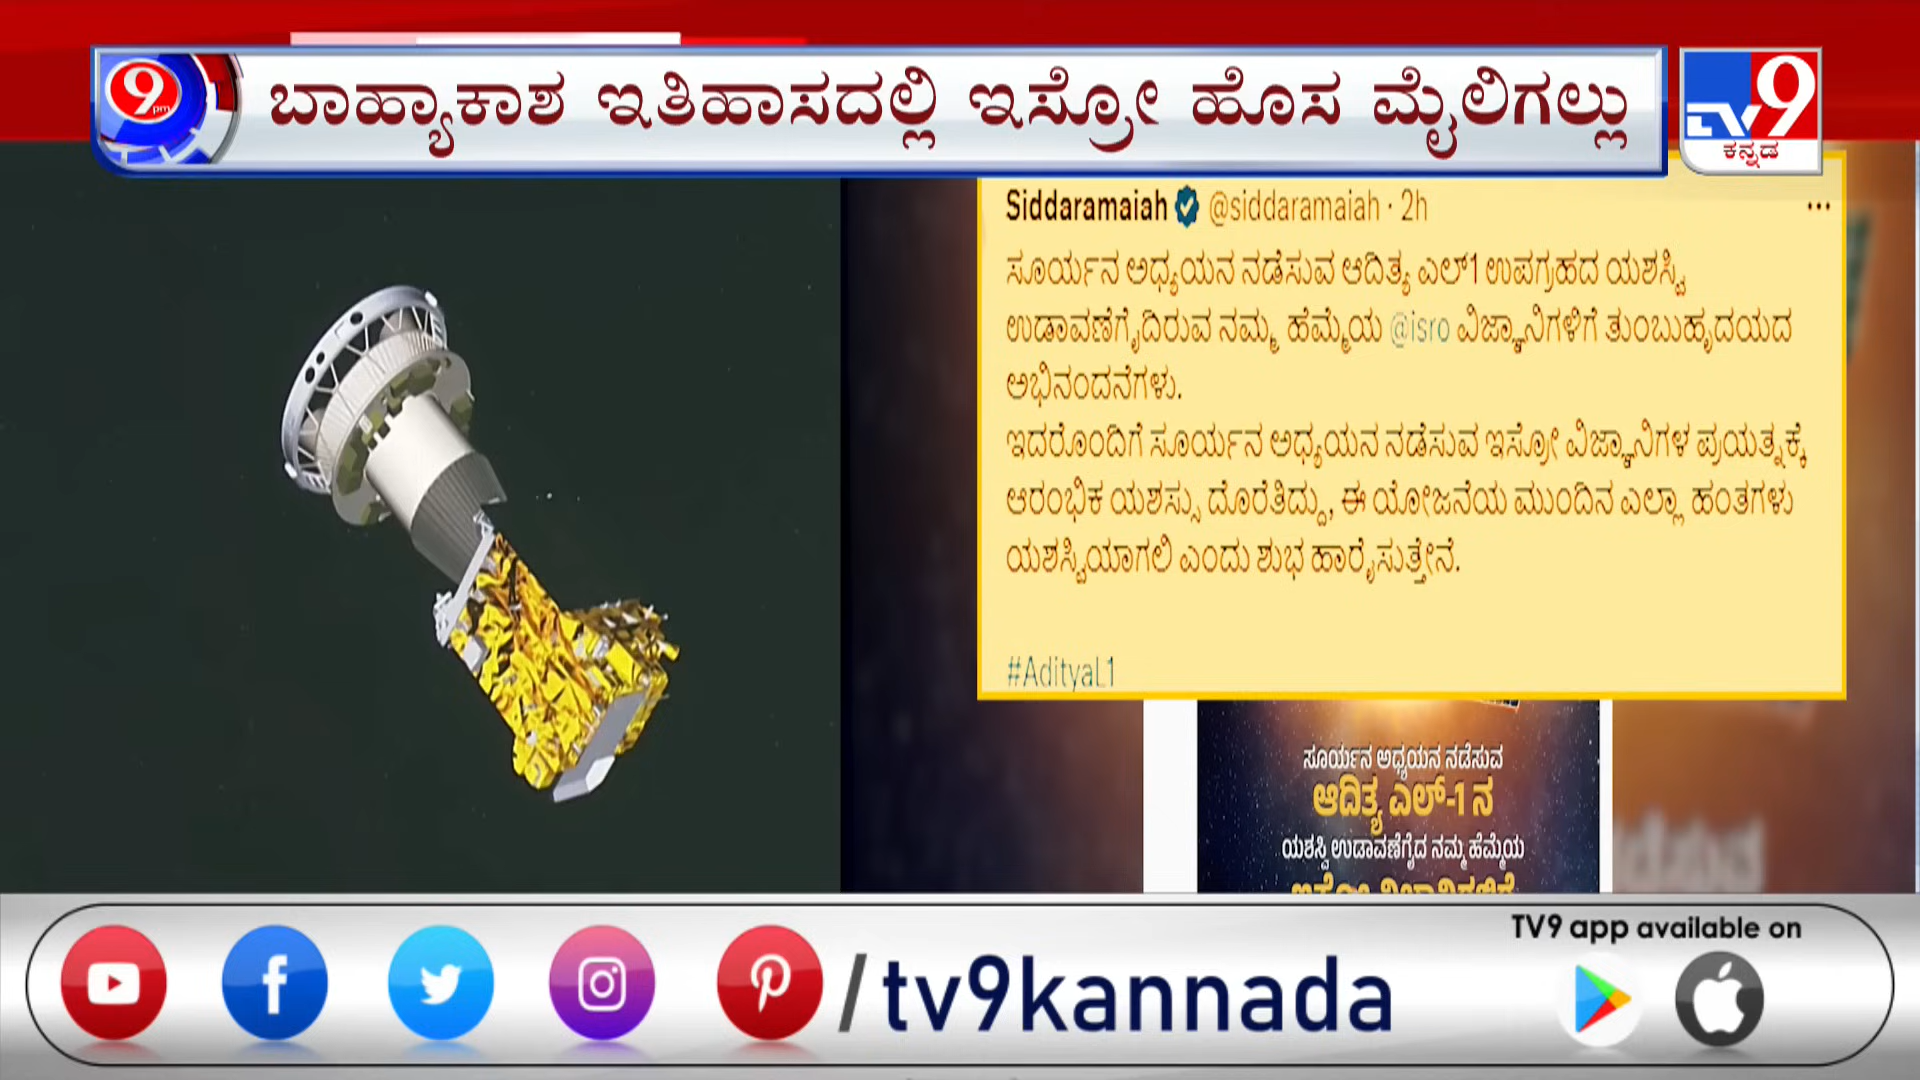 9
pm
ಬಾಹ್ಯಾಕಾಶ ಇತಿಹಾಸದಲ್ಲಿ ಇಸ್ರೋ ಹೊಸ ಮೈಲಿಗಲ್ಲು
TV9
ಕನ್ನಡ
Siddaramaiah @siddaramaiah · 2h
ಸೂರ್ಯನ ಅಧ್ಯಯನ ನಡೆಸುವ ಆದಿತ್ಯ ಎಲ್1 ಉಪಗ್ರಹದ ಯಶಸ್ವಿ
ಉಡಾವಣೆಗೈದಿರುವ ನಮ್ಮ ಹೆಮ್ಮೆಯ @isro ವಿಜ್ಞಾನಿಗಳಿಗೆ ತುಂಬುಹೃದಯದ
ಅಭಿನಂದನೆಗಳು.
ಇದರೊಂದಿಗೆ ಸೂರ್ಯನ ಅಧ್ಯಯನ ನಡೆಸುವ ಇಸ್ರೋ ವಿಜ್ಞಾನಿಗಳ ಪ್ರಯತ್ನಕ್ಕೆ
ಆರಂಭಿಕ ಯಶಸ್ಸು ದೊರೆತಿದ್ದು, ಈ ಯೋಜನೆಯ ಮುಂದಿನ ಎಲ್ಲಾ ಹಂತಗಳು
ಯಶಸ್ವಿಯಾಗಲಿ ಎಂದು ಶುಭ ಹಾರೈಸುತ್ತೇನೆ.
#AdityaL1
ಸೂರ್ಯನ ಅಧ್ಯಯನ ನಡೆಸುವ
ಆದಿತ್ಯ ಎಲ್-1 ನ
ಯಶಸ್ವಿ ಉಡಾವಣೆಗೈದ ನಮ್ಮ ಹೆಮ್ಮೆಯ
TV9 app available on
/tv9kannada